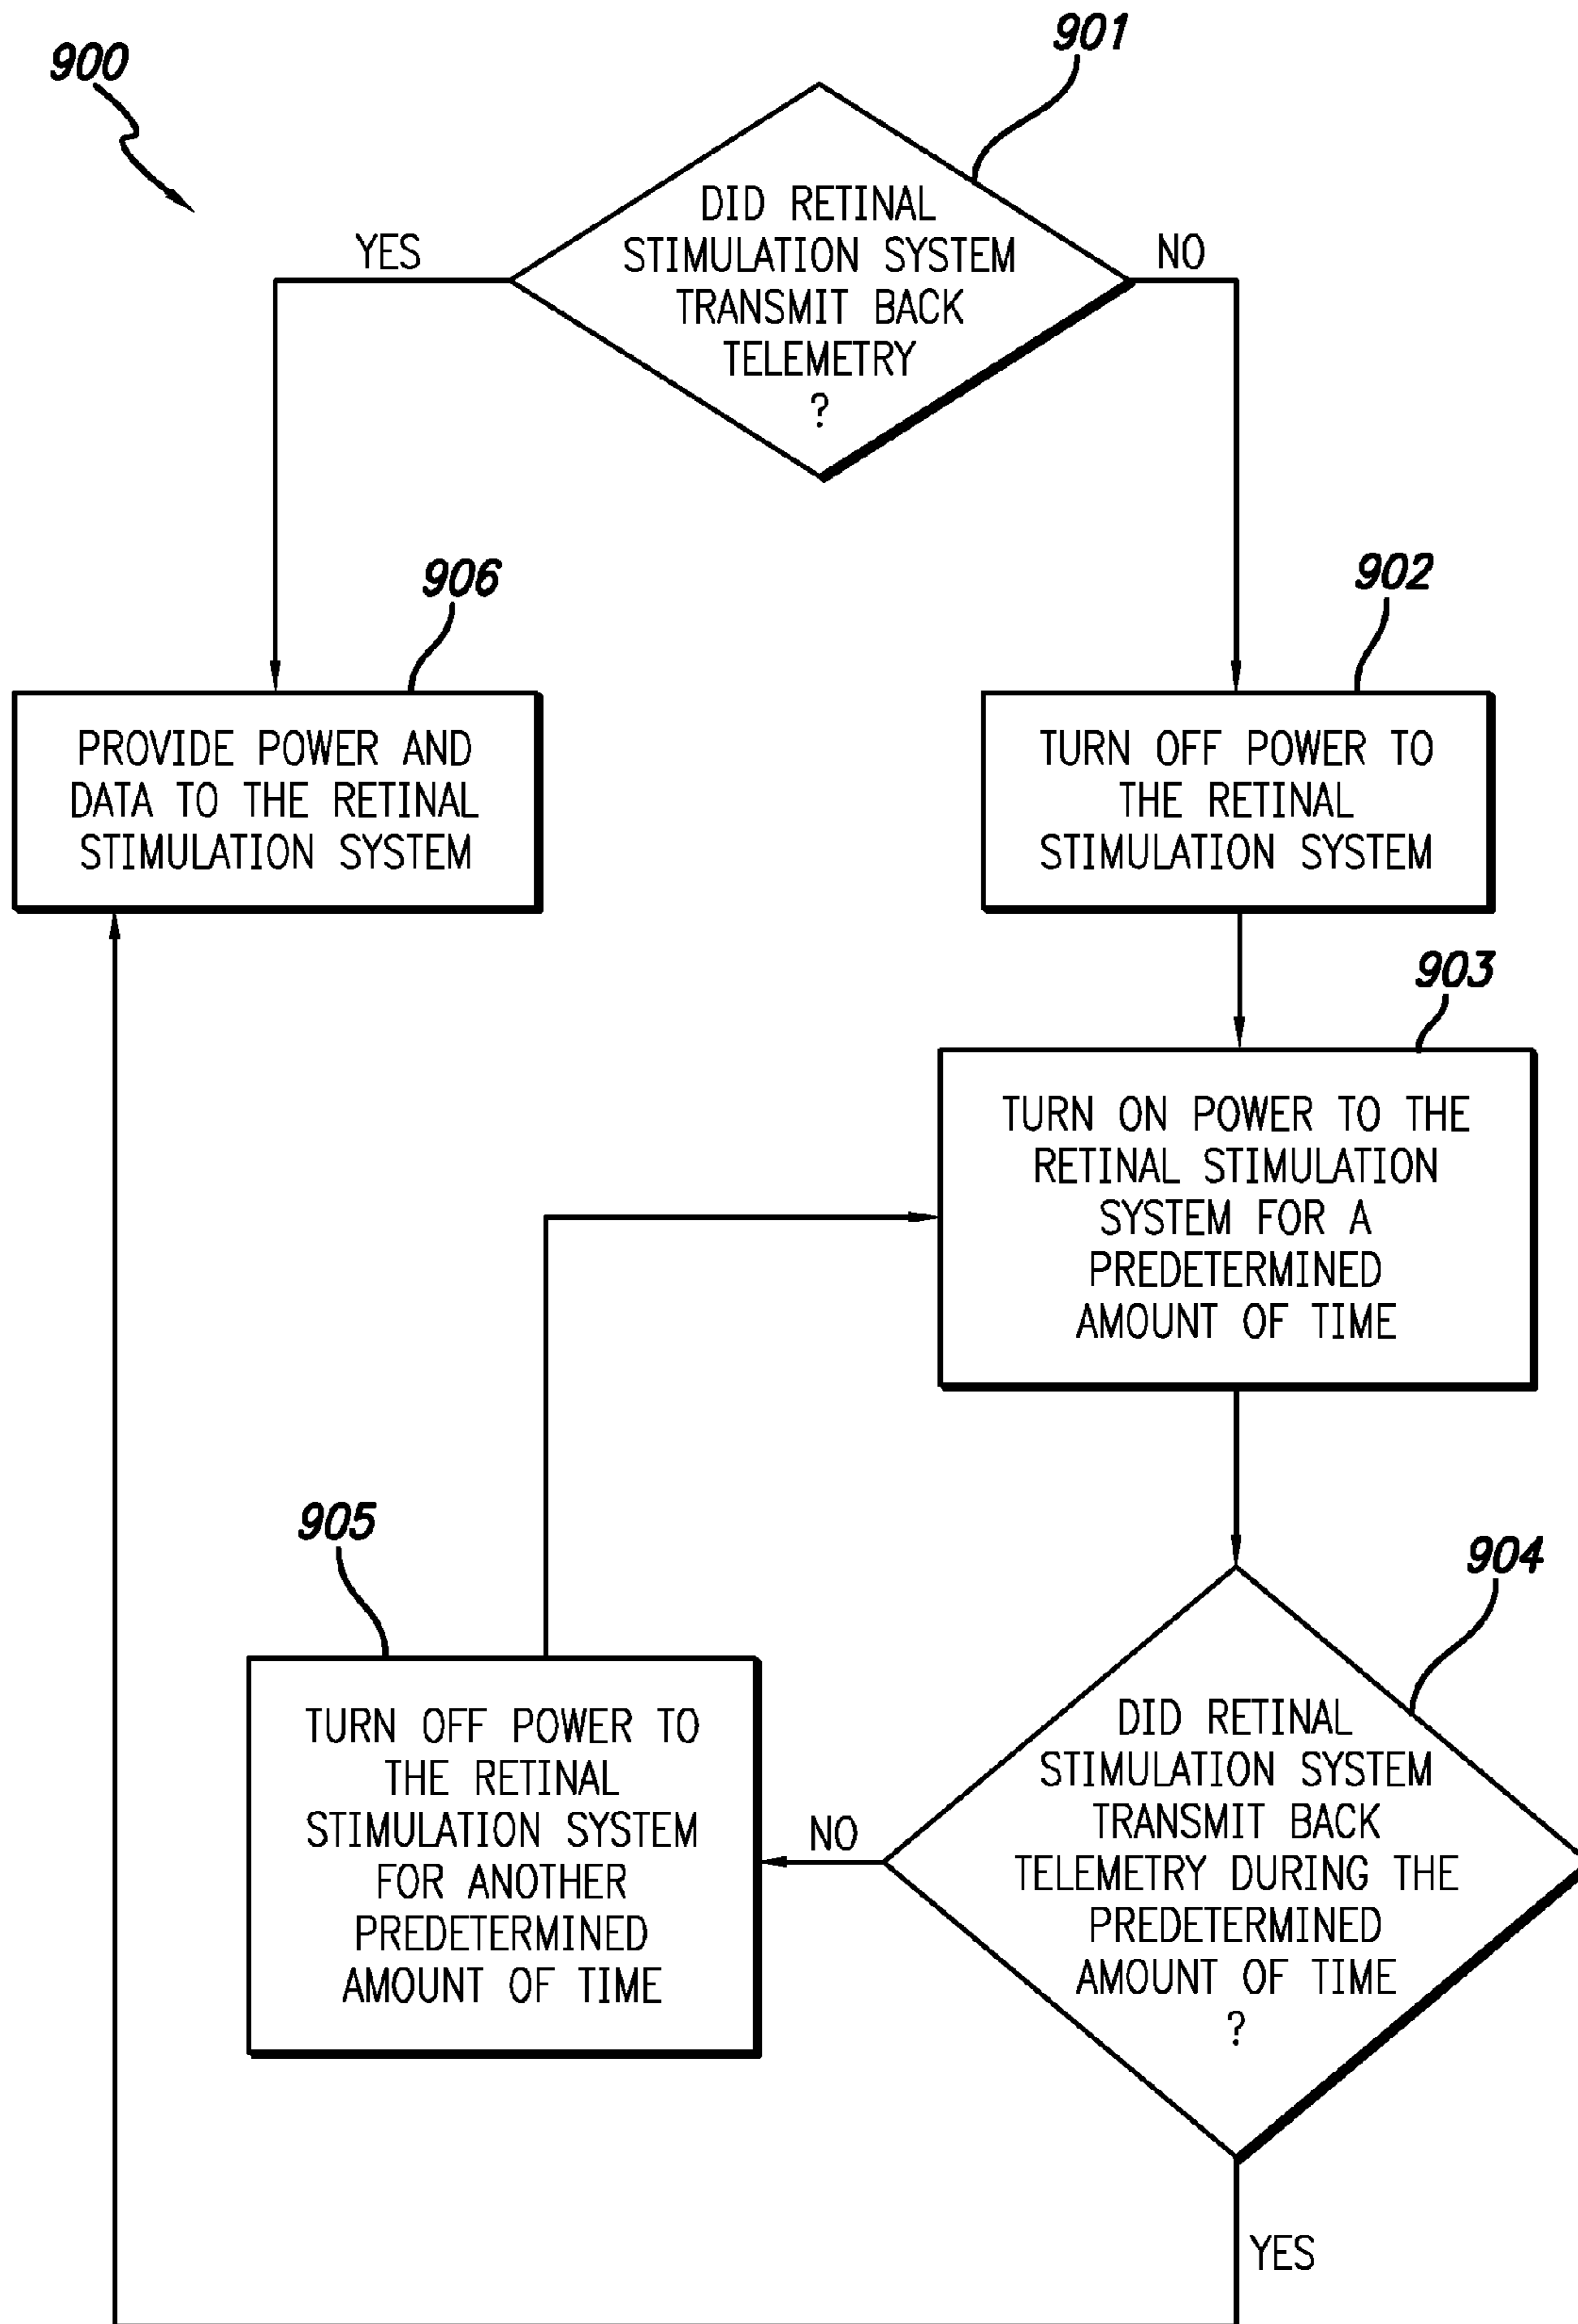 900
901
DID RETINAL
STIMULATION SYSTEM
TRANSMIT BACK
TELEMETRY
?
YES
NO
906
PROVIDE POWER AND
DATA TO THE RETINAL
STIMULATION SYSTEM
902
TURN OFF POWER TO
THE RETINAL
STIMULATION SYSTEM
903
TURN ON POWER TO THE
RETINAL STIMULATION
SYSTEM FOR A
PREDETERMINED
AMOUNT OF TIME
904
DID RETINAL
STIMULATION SYSTEM
TRANSMIT BACK
TELEMETRY DURING THE
PREDETERMINED
AMOUNT OF TIME
?
NO
905
TURN OFF POWER TO
THE RETINAL
STIMULATION SYSTEM
FOR ANOTHER
PREDETERMINED
AMOUNT OF TIME
YES